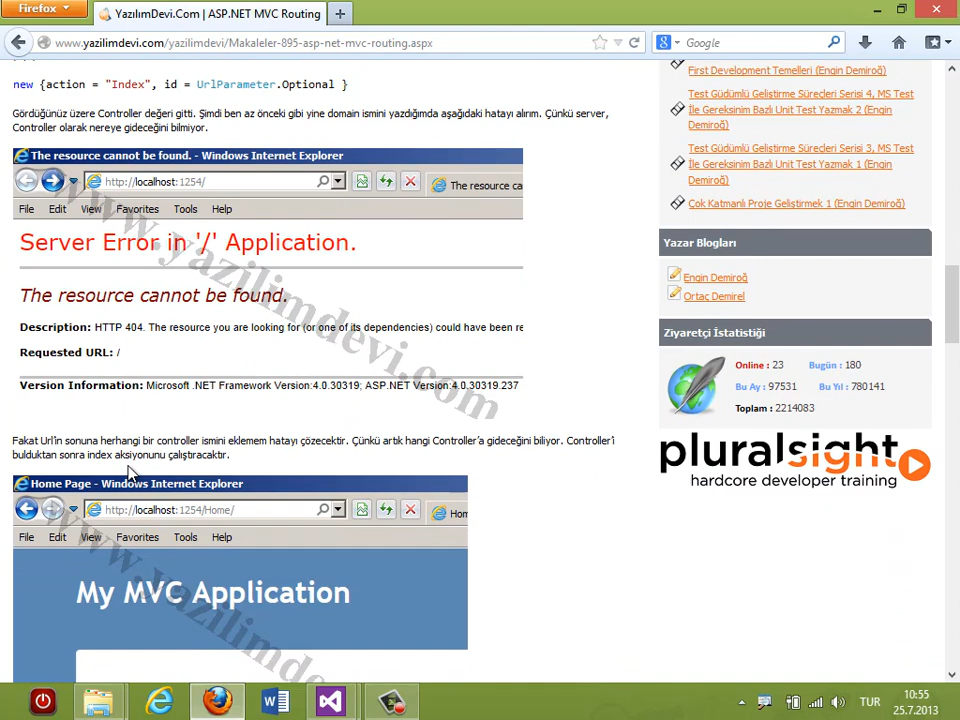 Firefox
YazılımDevi.Com | ASP.NET MVC Routing
www.yazilimdevi.com/yazilimdevi/Makaleler-895-asp-net-mvc-routing.aspx
Google
new {action = "Index", id = UrlParameter.Optional }
Gördüğünüz üzere Controller değeri gitti. Şimdi ben az önceki gibi yine domain ismini yazdığımda aşağıdaki hatayı alırım. Çünkü server,
Controller olarak nereye gideceğini bilmiyor.
The resource cannot be found. - Windows Internet Explorer
http://localhost:1254/
The resource ca
File Edit View Favorites Tools Help
Server Error in '/' Application.
The resource cannot be found.
Description: HTTP 404. The resource you are looking for (or one of its dependencies) could have been re
Requested URL: /
Version Information: Microsoft .NET Framework Version:4.0.30319; ASP.NET Version:4.0.30319.237
www.yazilimdevi.com
Fakat Url'in sonuna herhangi bir controller ismini eklemem hatayı çözecektir. Çünkü artık hangi Controller'a gideceğini biliyor. Controller'i
bulduktan sonra index aksiyonunu çalıştıracaktır.
Home Page - Windows Internet Explorer
http://localhost:1254/Home/
Hom
File Edit View Favorites Tools Help
My MVC Application
www.yazilimde
First Development Temelleri (Engin Demiroğ)
Test Güdümlü Geliştirme Süreçleri Serisi 4, MS Test
İle Gereksinim Bazlı Unit Test Yazmak 2 (Engin
Demiroğ)
Test Güdümlü Geliştirme Süreçleri Serisi 3, MS Test
İle Gereksinim Bazlı Unit Test Yazmak 1 (Engin
Demiroğ)
Çok Katmanlı Proje Geliştirmek 1 (Engin Demiroğ)
Yazar Blogları
Engin Demiroğ
Ortaç Demirel
Ziyaretçi İstatistiği
Online : 23 Bugün : 180
Bu Ay : 97531 Bu Yıl : 780141
Toplam : 2214083
pluralsight
hardcore developer training
TUR
10:55
25.7.2013